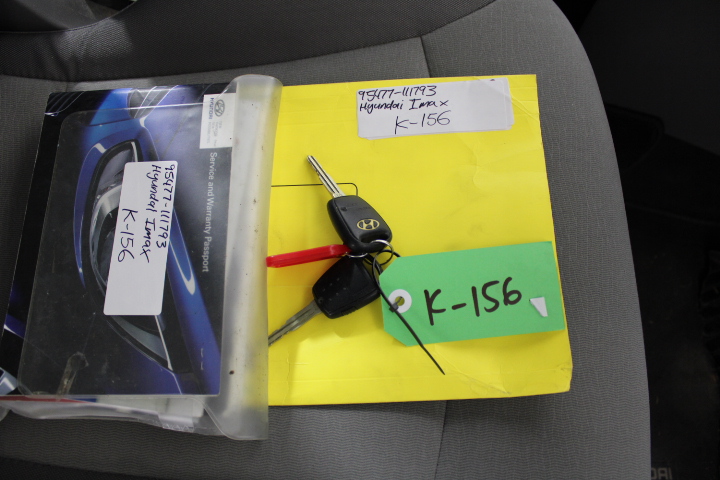 95477-111793
Hyundai Imax
K-156
Service and Warranty Passport
95477-111793
Hyundai Imax
K-156
K-156